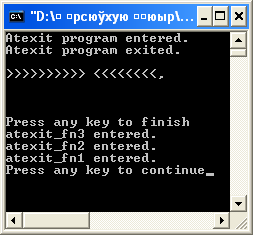 "D:\¤ ¤рсюўхую ¤¤юыр\...
Atexit program entered.
Atexit program exited.
>>>>>>>>>> <<<<<<<<,
Press any key to finish
atexit_fn3 entered.
atexit_fn2 entered.
atexit_fn1 entered.
Press any key to continue_